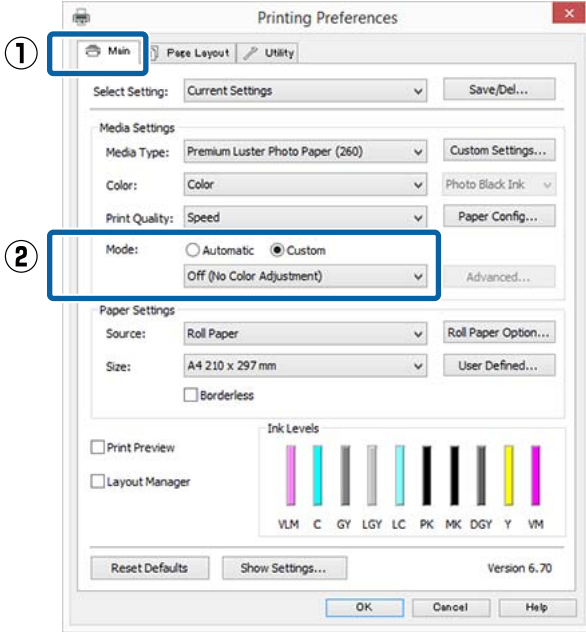 Printing Preferences
①
Main
Page Layout
Utility
Select Setting: Current Settings Save/Del...
Media Settings
Media Type: Premium Luster Photo Paper (260) Custom Settings...
Color: Color Photo Black Ink
Print Quality: Speed Paper Config...
②
Mode: Automatic Custom
Off (No Color Adjustment) Advanced...
Paper Settings
Source: Roll Paper Roll Paper Option...
Size: A4 210 x 297 mm User Defined...
Borderless
Ink Levels
Print Preview
Layout Manager
VLM C GY LGY LC PK MK DGY Y VM
Reset Defaults Show Settings... Version 6.70
OK Cancel Help